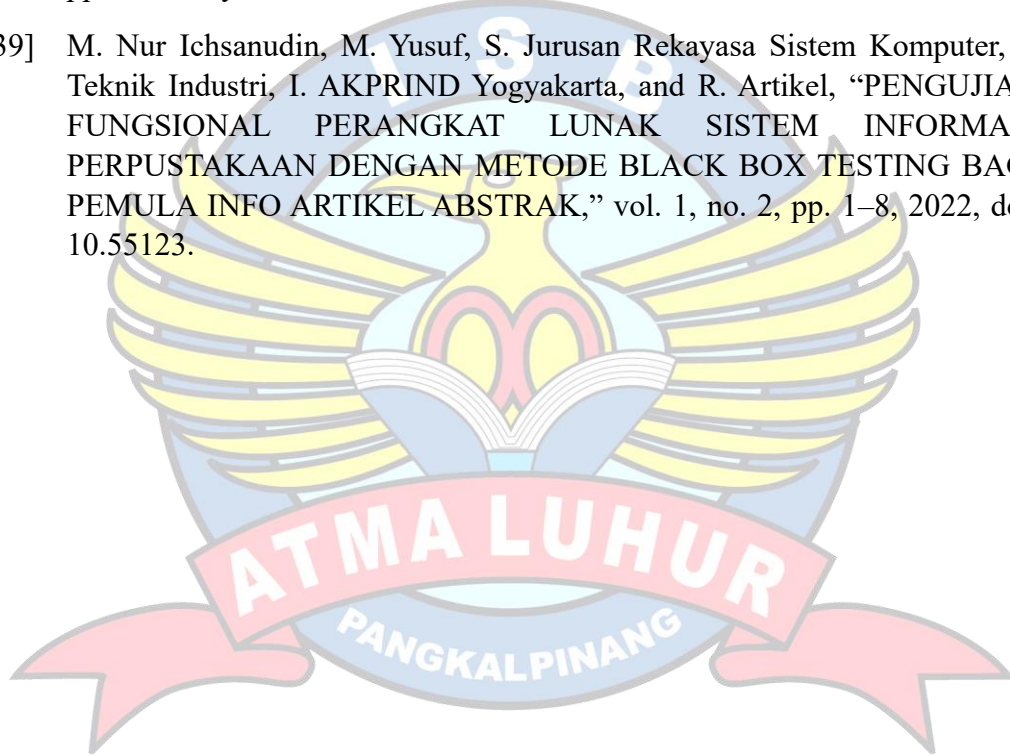 39] M. Nur Ichsanudin, M. Yusuf, S. Jurusan Rekayasa Sistem Komputer,
Teknik Industri, I. AKPRIND Yogyakarta, and R. Artikel, “PENGUJIA
FUNGSIONAL PERANGKAT LUNAK SISTEM INFORMA
PERPUSTAKAAN DENGAN METODE BLACK BOX TESTING BAG
PEMULA INFO ARTIKEL ABSTRAK,” vol. 1, no. 2, pp. 1–8, 2022, do
10.55123.
I S B
ATMA LUHUR
PANGKALPINANG